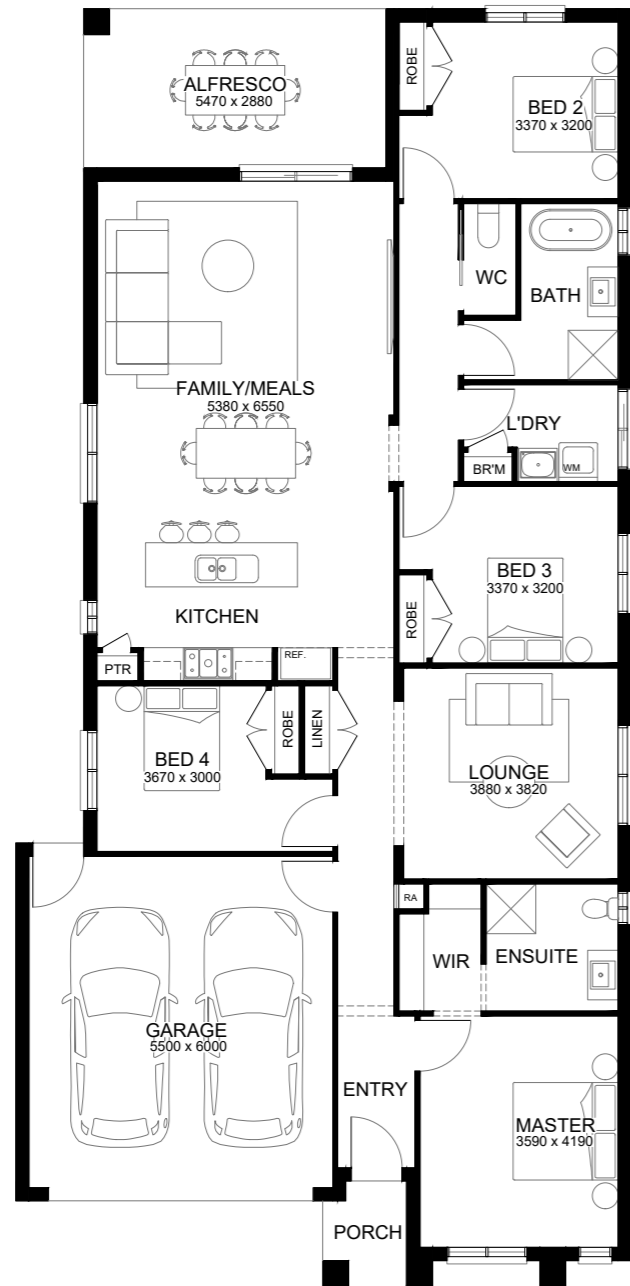 ALFRESCO
5470 x 2880
ROBE
BED 2
3370 x 3200
WC
BATH
FAMILY/MEALS
5380 x 6550
L'DRY
BR'M
WM
BED 3
3370 x 3200
ROBE
KITCHEN
PTR
REF.
BED 4
3670 x 3000
ROBE
LINEN
LOUNGE
3880 x 3820
RA
WIR
ENSUITE
GARAGE
5500 x 6000
ENTRY
MASTER
3590 x 4190
PORCH